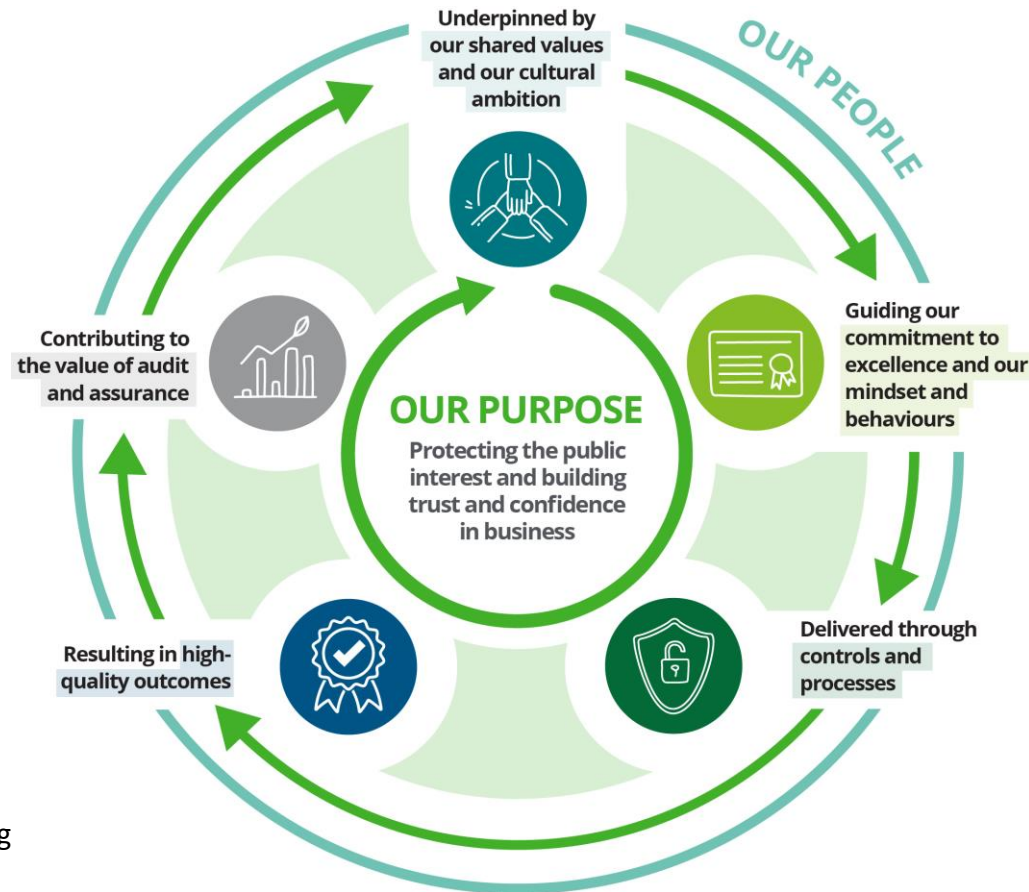 Underpinned by
our shared values
and our cultural
ambition
OUR PEOPLE
Guiding our
commitment to
excellence and our
mindset and
behaviours
Contributing to
the value of audit
and assurance
OUR PURPOSE
Protecting the public
interest and building
trust and confidence
in business
Delivered through
controls and
processes
Resulting in high-
quality outcomes
g